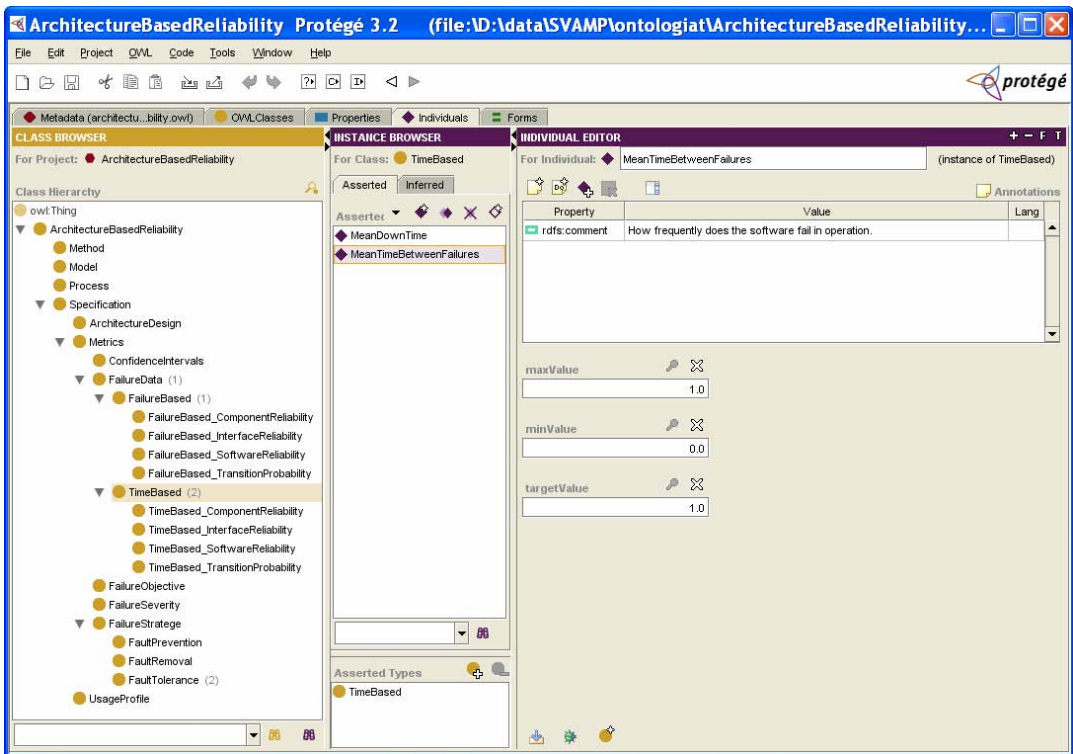 ArchitectureBasedReliability Protégé 3.2 (file:\D:\data\SVAMP\ontologiat\ArchitectureBasedReliability...
File Edit Project OWL Code Tools Window Help
protégé
Metadata (architectu...bility.owl) OWLClasses Properties Individuals Forms
CLASS BROWSER
For Project: ArchitectureBasedReliability
Class Hierarchy
owl:Thing
ArchitectureBasedReliability
Method
Model
Process
Specification
ArchitectureDesign
Metrics
ConfidenceIntervals
FailureData (1)
FailureBased (1)
FailureBased_ComponentReliability
FailureBased_InterfaceReliability
FailureBased_SoftwareReliability
FailureBased_TransitionProbability
TimeBased (2)
TimeBased_ComponentReliability
TimeBased_InterfaceReliability
TimeBased_SoftwareReliability
TimeBased_TransitionProbability
FailureObjective
FailureSeverity
FailureStratege
FaultPrevention
FaultRemoval
FaultTolerance (2)
UsageProfile
INSTANCE BROWSER
For Class: TimeBased
Asserted Inferred
Asserted
MeanDownTime
MeanTimeBetweenFailures
Asserted Types
TimeBased
INDIVIDUAL EDITOR + - F T
For Individual: MeanTimeBetweenFailures (instance of TimeBased)
Annotations
Property Value Lang
rdfs:comment How frequently does the software fail in operation.
maxValue
1.0
minValue
0.0
targetValue
1.0